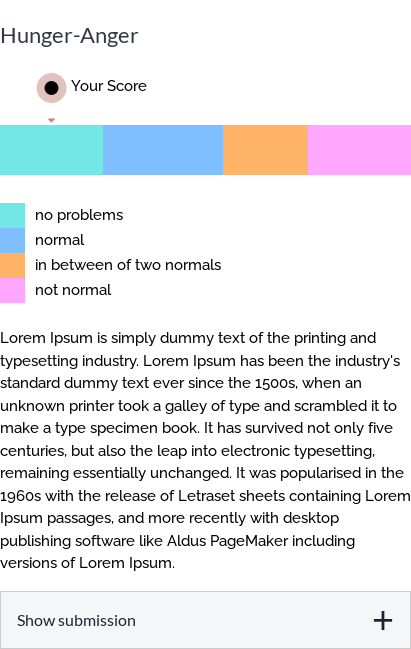 Hunger-Anger
Your Score
no problems
normal
in between of two normals
not normal
Lorem Ipsum is simply dummy text of the printing and
typesetting industry. Lorem Ipsum has been the industry's
standard dummy text ever since the 1500s, when an
unknown printer took a galley of type and scrambled it to
make a type specimen book. It has survived not only five
centuries, but also the leap into electronic typesetting,
remaining essentially unchanged. It was popularised in the
1960s with the release of Letraset sheets containing Lorem
Ipsum passages, and more recently with desktop
publishing software like Aldus PageMaker including
versions of Lorem Ipsum.
Show submission